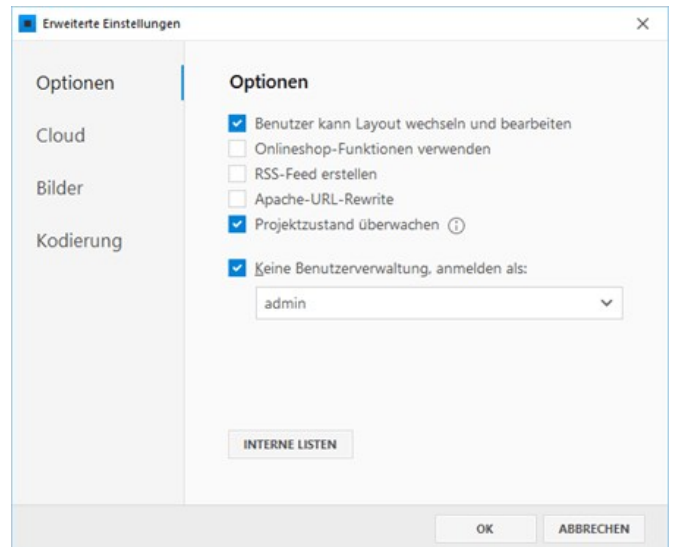 Erweiterte Einstellungen
Optionen
Cloud
Bilder
Kodierung
Optionen
Benutzer kann Layout wechseln und bearbeiten
Onlineshop-Funktionen verwenden
RSS-Feed erstellen
Apache-URL-Rewrite
Projektzustand überwachen
Keine Benutzerverwaltung, anmelden als:
admin
INTERNE LISTEN
OK
ABBRECHEN